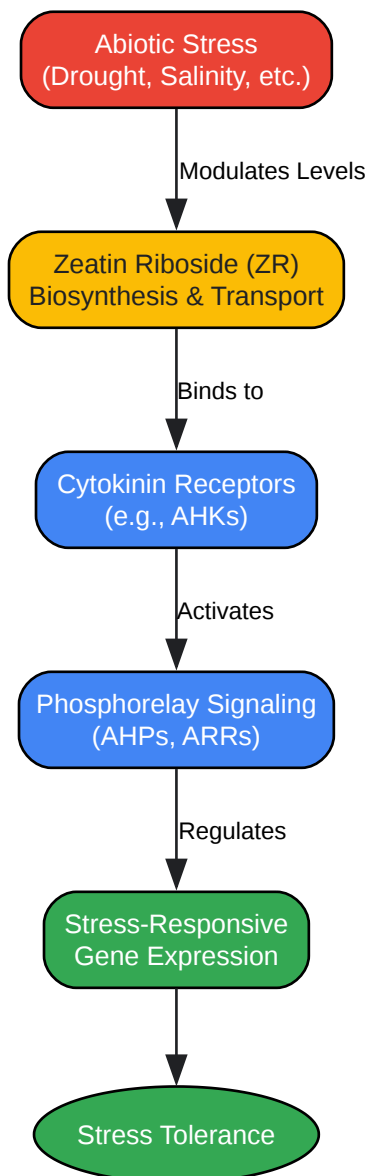 Abiotic Stress
(Drought, Salinity, etc.)
Modulates Levels
Zeatin Riboside (ZR)
Biosynthesis & Transport
Binds to
Cytokinin Receptors
(e.g., AHKs)
Activates
Phosphorelay Signaling
(AHPs, ARRs)
Regulates
Stress-Responsive
Gene Expression
Stress Tolerance